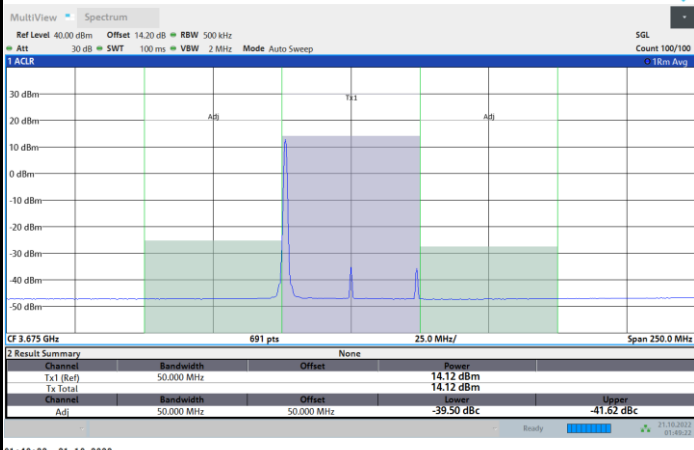 MultiView Spectrum
Ref Level 40.00 dBm Offset 14.20 dB RBW 500 kHz SGL
Att 30 dB SWT 100 ms VBW 2 MHz Mode Auto Sweep Count 100/100
1 ACLR 1Rm Avg
30 dBm
Tx1
20 dBm Adj Adj
10 dBm
0 dBm
-10 dBm
-20 dBm
-30 dBm
-40 dBm
-50 dBm
CF 3.675 GHz 691 pts 25.0 MHz/ Span 250.0 MHz
2 Result Summary None
Channel Bandwidth Offset Power
Tx1 (Ref) 50.000 MHz 14.12 dBm
Tx Total 14.12 dBm
Channel Bandwidth Offset Lower Upper
Adj 50.000 MHz 50.000 MHz -39.50 dBc -41.62 dBc
Ready 21.10.2022
01:49:22